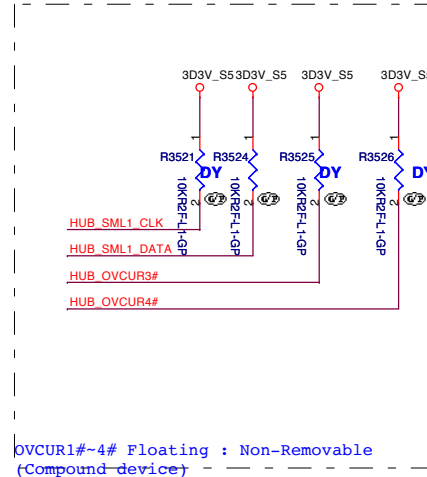 3D3V_S5 3D3V_S5 3D3V_S5 3D3V_S5
1 1 1 1
R3521 R3524 R3525 R3526
DY DY DY
10KR2F-L1-GP 10KR2F-L1-GP 10KR2F-L1-GP 10KR2F-L1-GP
2 2 2 2
HUB_SML1_CLK
HUB_SML1_DATA
HUB_OVCUR3#
HUB_OVCUR4#
OVCUR1#~4# Floating : Non-Removable
(Compound device)